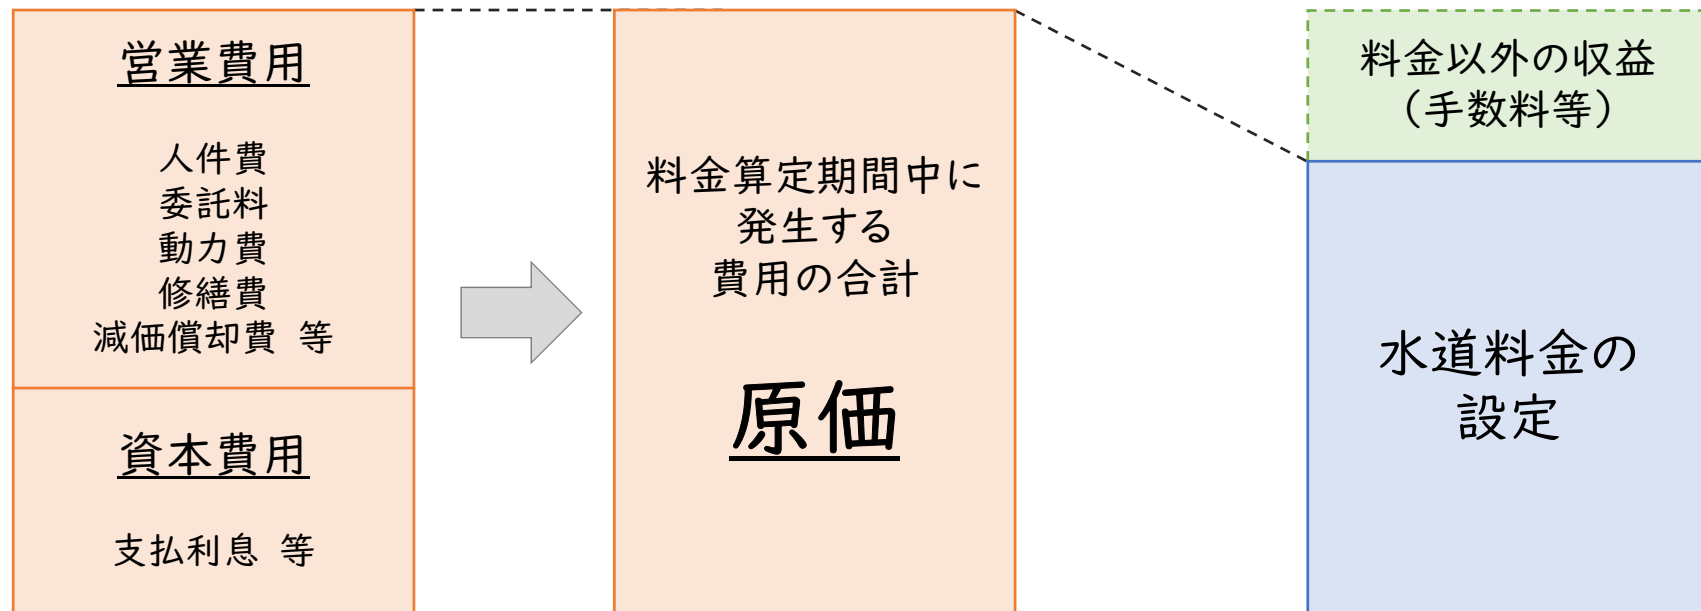 営業費用
人件費
委託料
動力費
修繕費
減価償却費 等
資本費用
支払利息 等
料金算定期間中に
発生する
費用の合計
原価
料金以外の収益
(手数料等)
水道料金の
設定